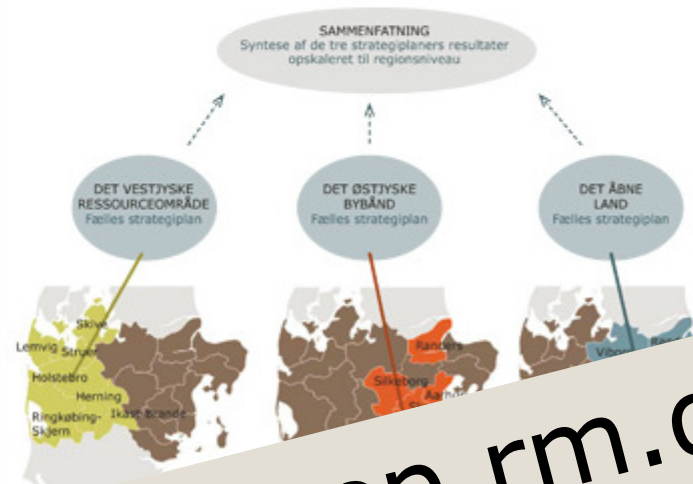 SAMMENFATNING
Syntese af de tre strategiplaners resultater
opskaleret til regionsniveau
DET VESTJYSKE
RESSOURCEOMRÅDE
Fælles strategiplan
DET ØSTJYSKE
BYBÅND
Fælles strategiplan
DET ÅBNE
LAND
Fælles strategiplan
Skive
Lemvig
Struer
Holstebro
Herning
Ringkøbing-
Skjern
Ikast-Brande
Randers
Silkeborg
rm.